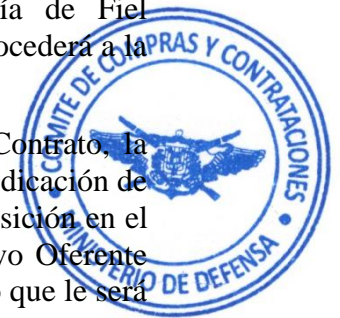 ía de Fiel
ocederá a la
Contrato, la
dicación de
sición en el
vo Oferente
o que le será
COMITE DE COMPRAS Y CONTRATACIONES
MINISTERIO DE DEFENSA